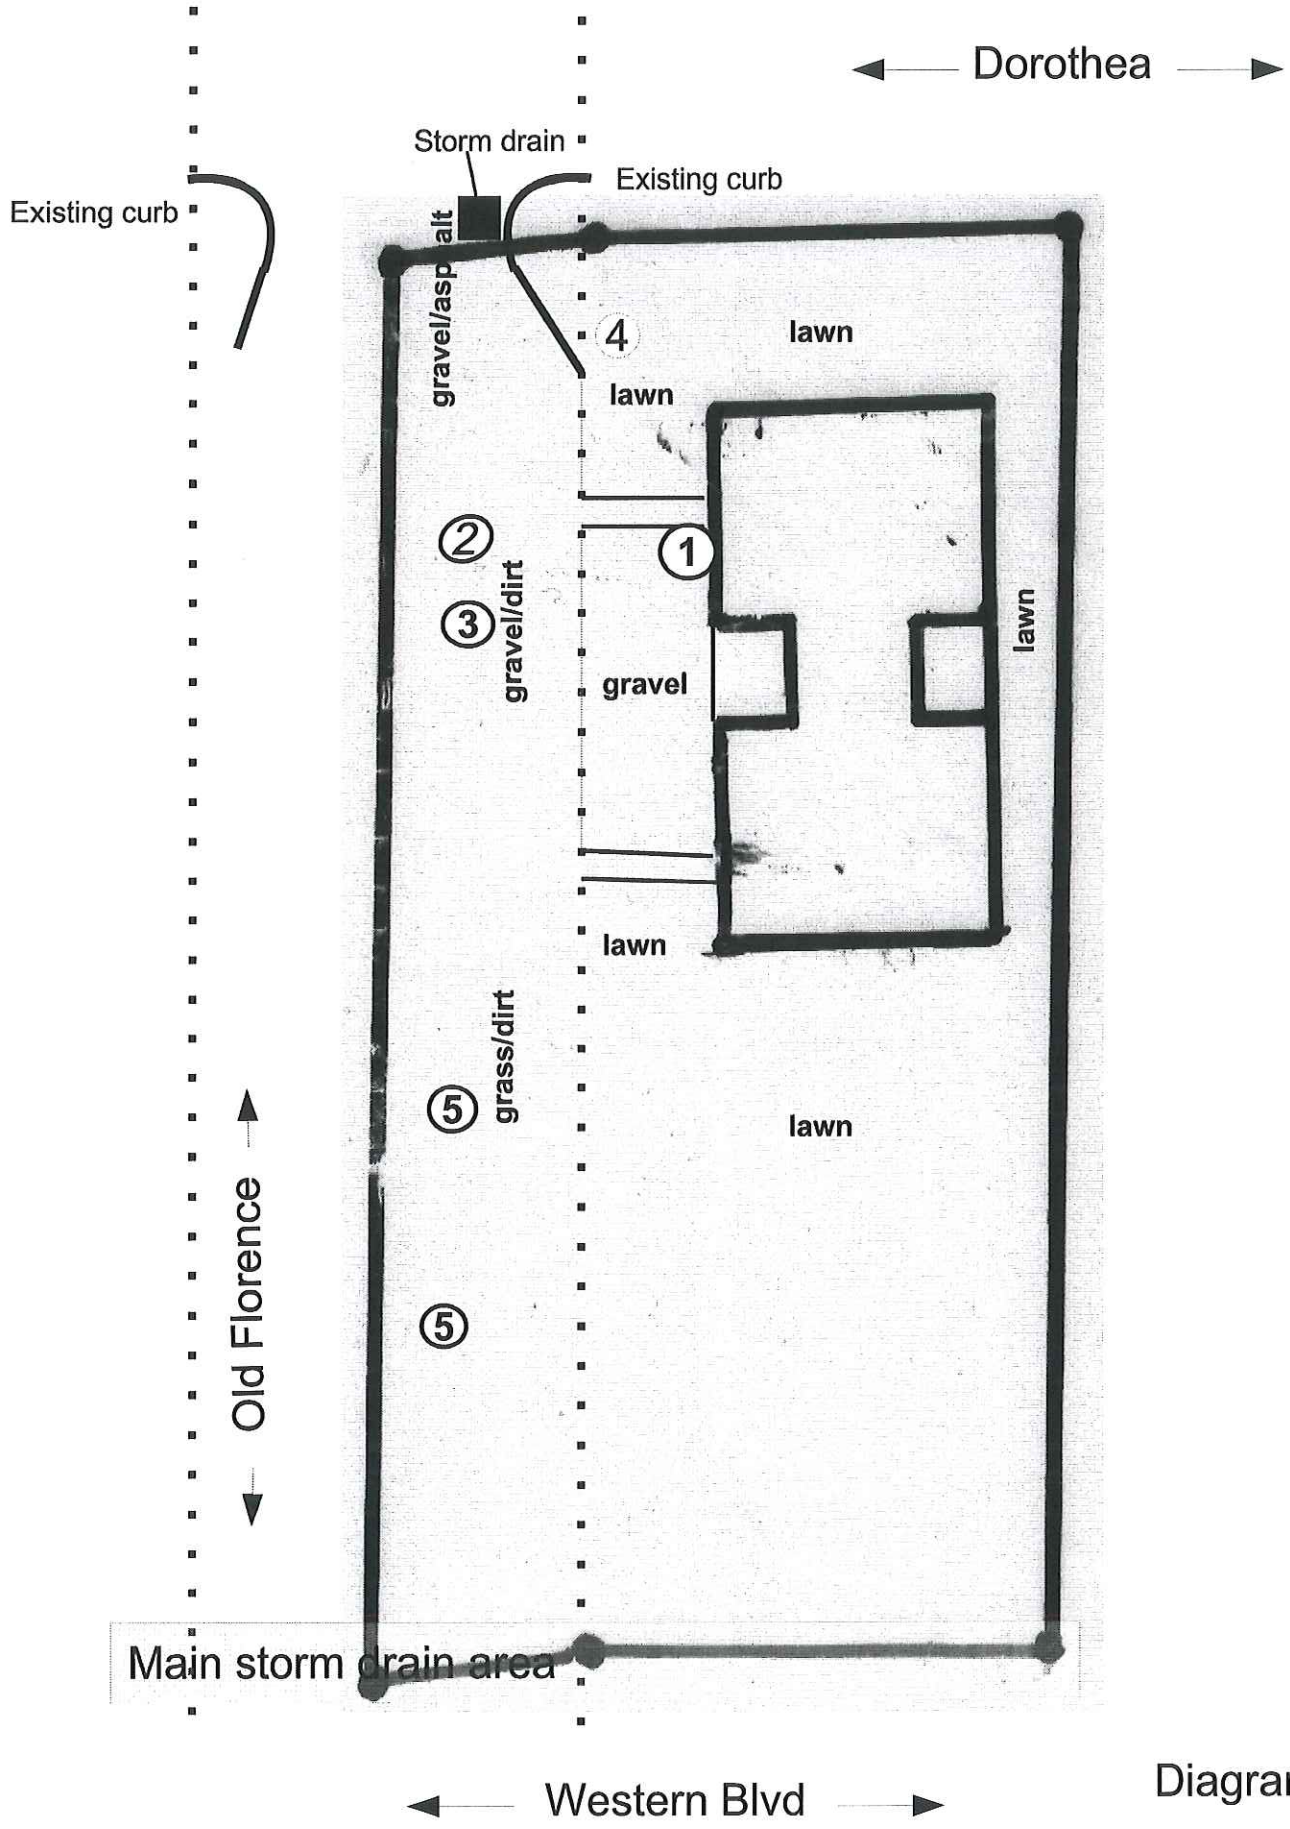 Dorothea
Storm drain
Existing curb
Existing curb
gravel/asphalt
4
lawn
lawn
2
1
3
gravel/dirt
lawn
gravel
lawn
grass/dirt
5
lawn
Old Florence
5
Main storm drain area
Western Blvd